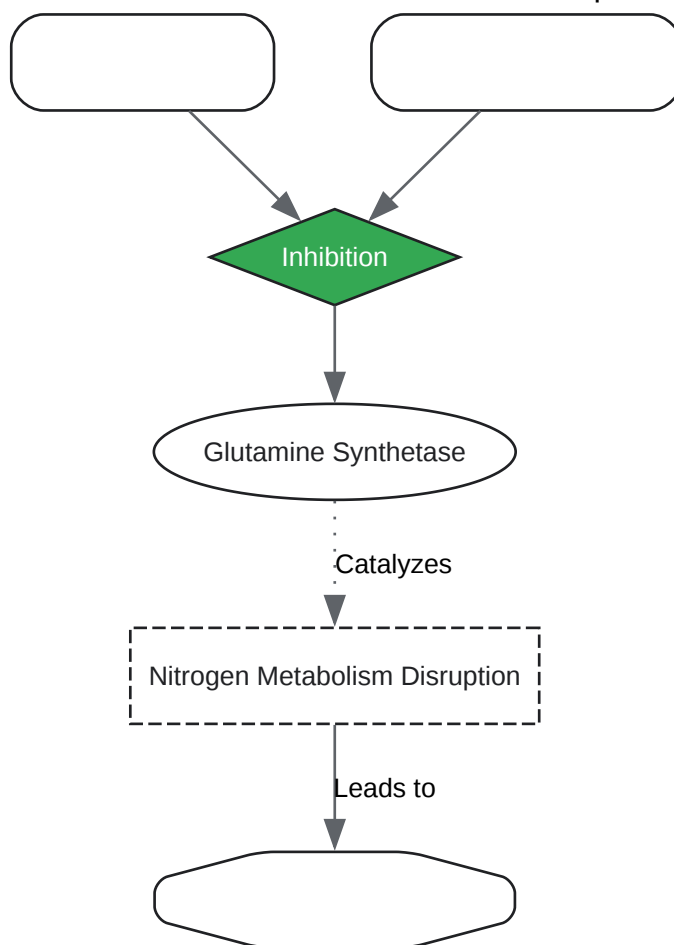 Inhibition
Glutamine Synthetase
Catalyzes
Nitrogen Metabolism Disruption
Leads to